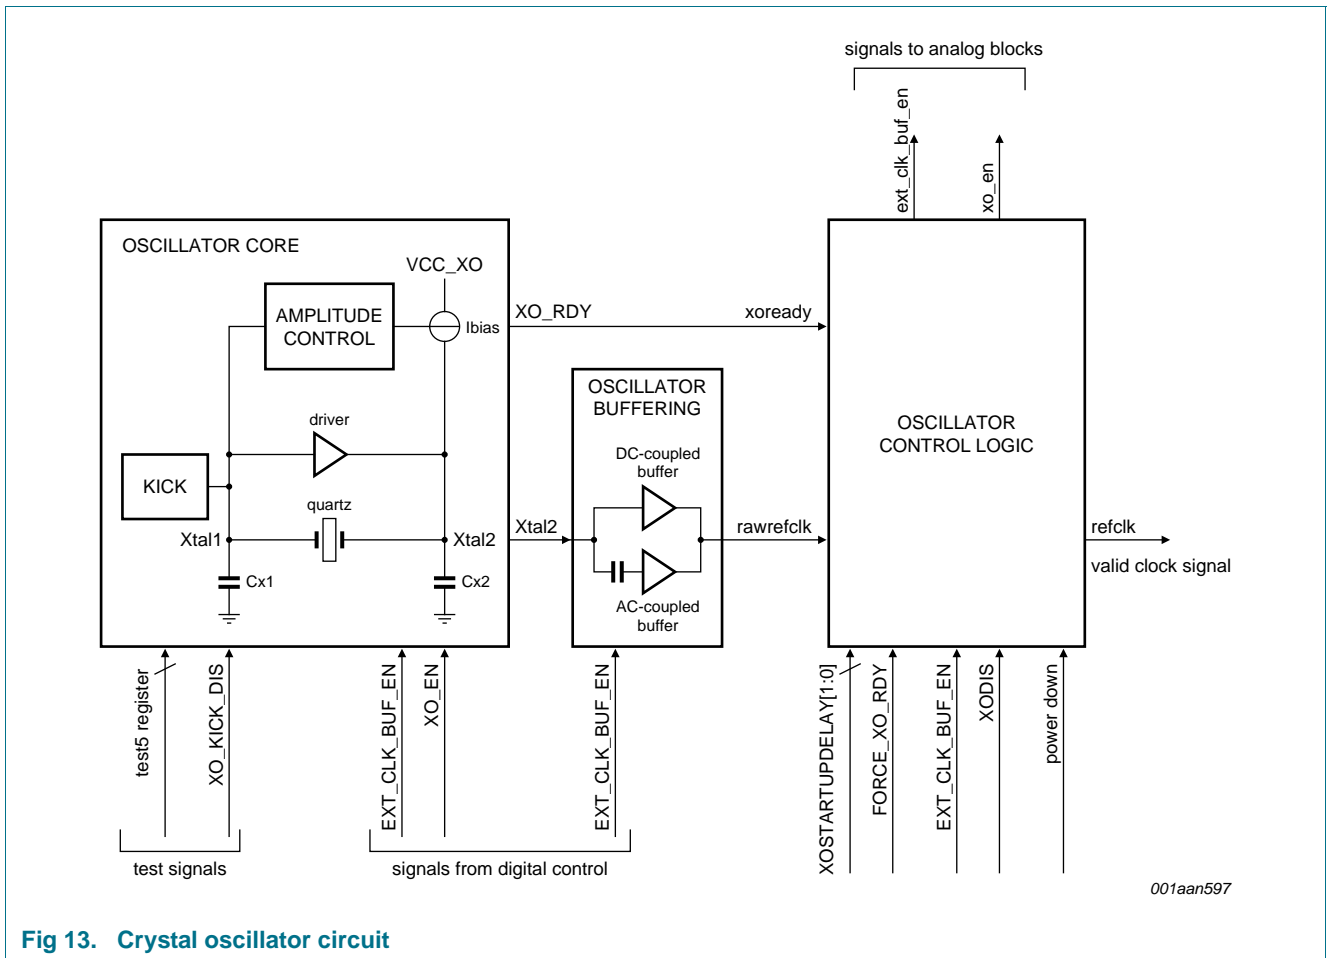 signals to analog blocks
ext_clk_buf_en
xo_en
OSCILLATOR CORE
VCC_XO
AMPLITUDE
CONTROL
Ibias
XO_RDY
xoready
driver
KICK
quartz
Xtal1
Xtal2
Cx1
Cx2
Xtal2
OSCILLATOR
BUFFERING
DC-coupled
buffer
AC-coupled
buffer
rawrefclk
OSCILLATOR
CONTROL LOGIC
refclk
valid clock signal
test5 register
XO_KICK_DIS
EXT_CLK_BUF_EN
XO_EN
EXT_CLK_BUF_EN
XOSTARTUPDELAY[1:0]
FORCE_XO_RDY
EXT_CLK_BUF_EN
XODIS
power down
test signals
signals from digital control
001aan597
Fig 13. Crystal oscillator circuit